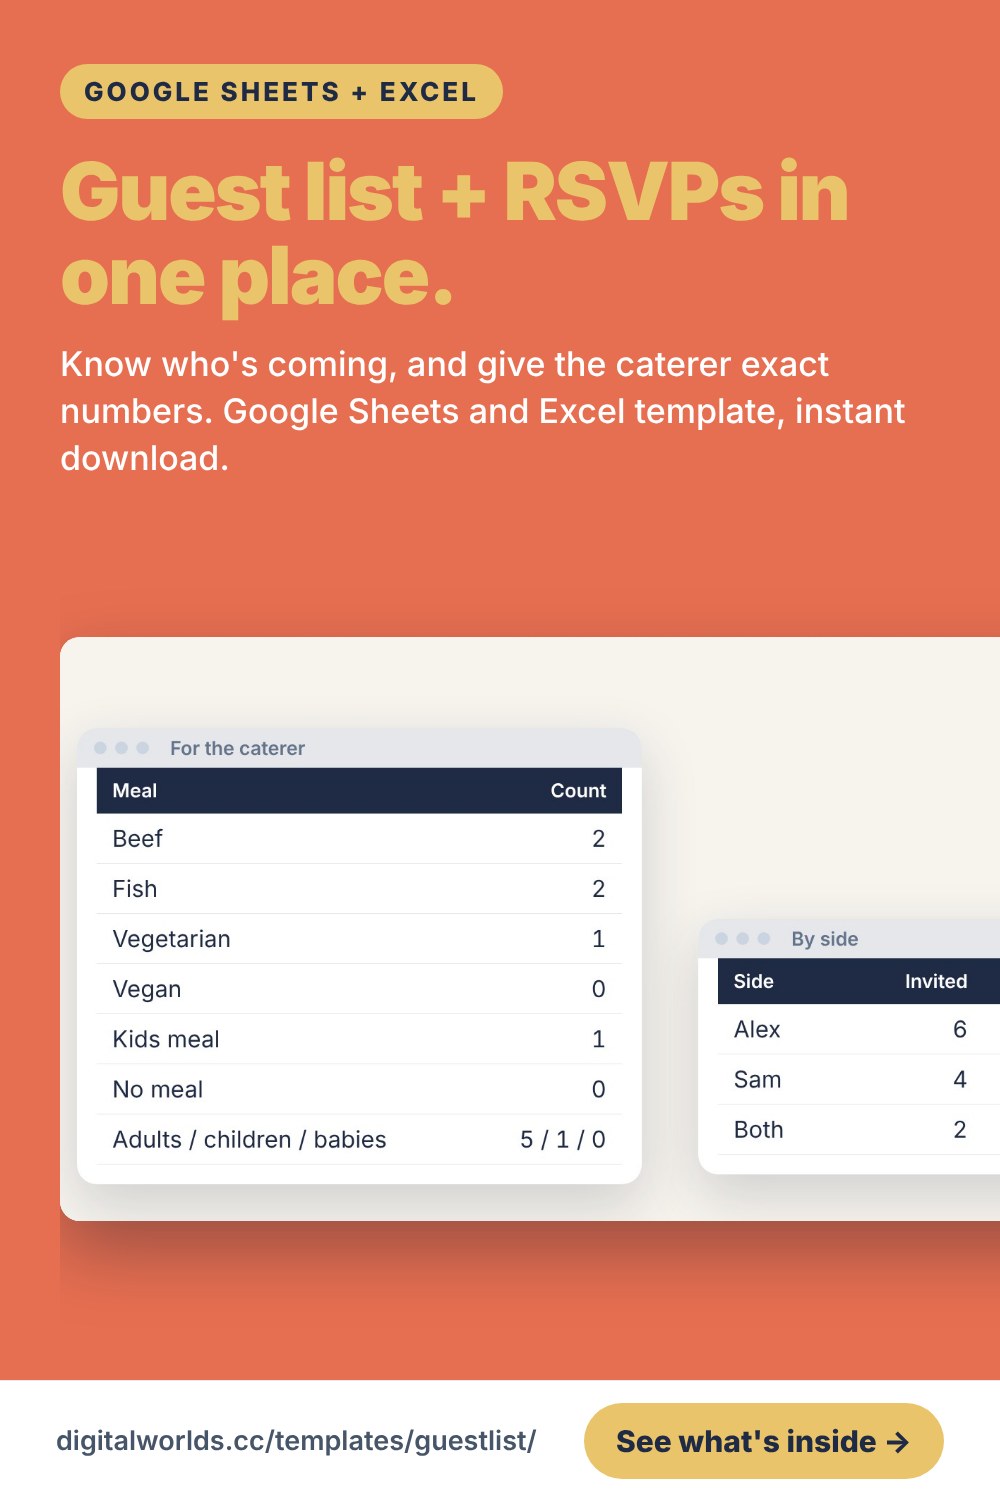 GOOGLE SHEETS + EXCEL
Guest list + RSVPs in
one place.
Know who's coming, and give the caterer exact
numbers. Google Sheets and Excel template, instant
download.
For the caterer
Meal Count
Beef 2
Fish 2
Vegetarian 1
Vegan 0
Kids meal 1
No meal 0
Adults / children / babies 5 / 1 / 0
By side
Side Invited
Alex 6
Sam 4
Both 2
digitalworlds.cc/templates/guestlist/
See what's inside →